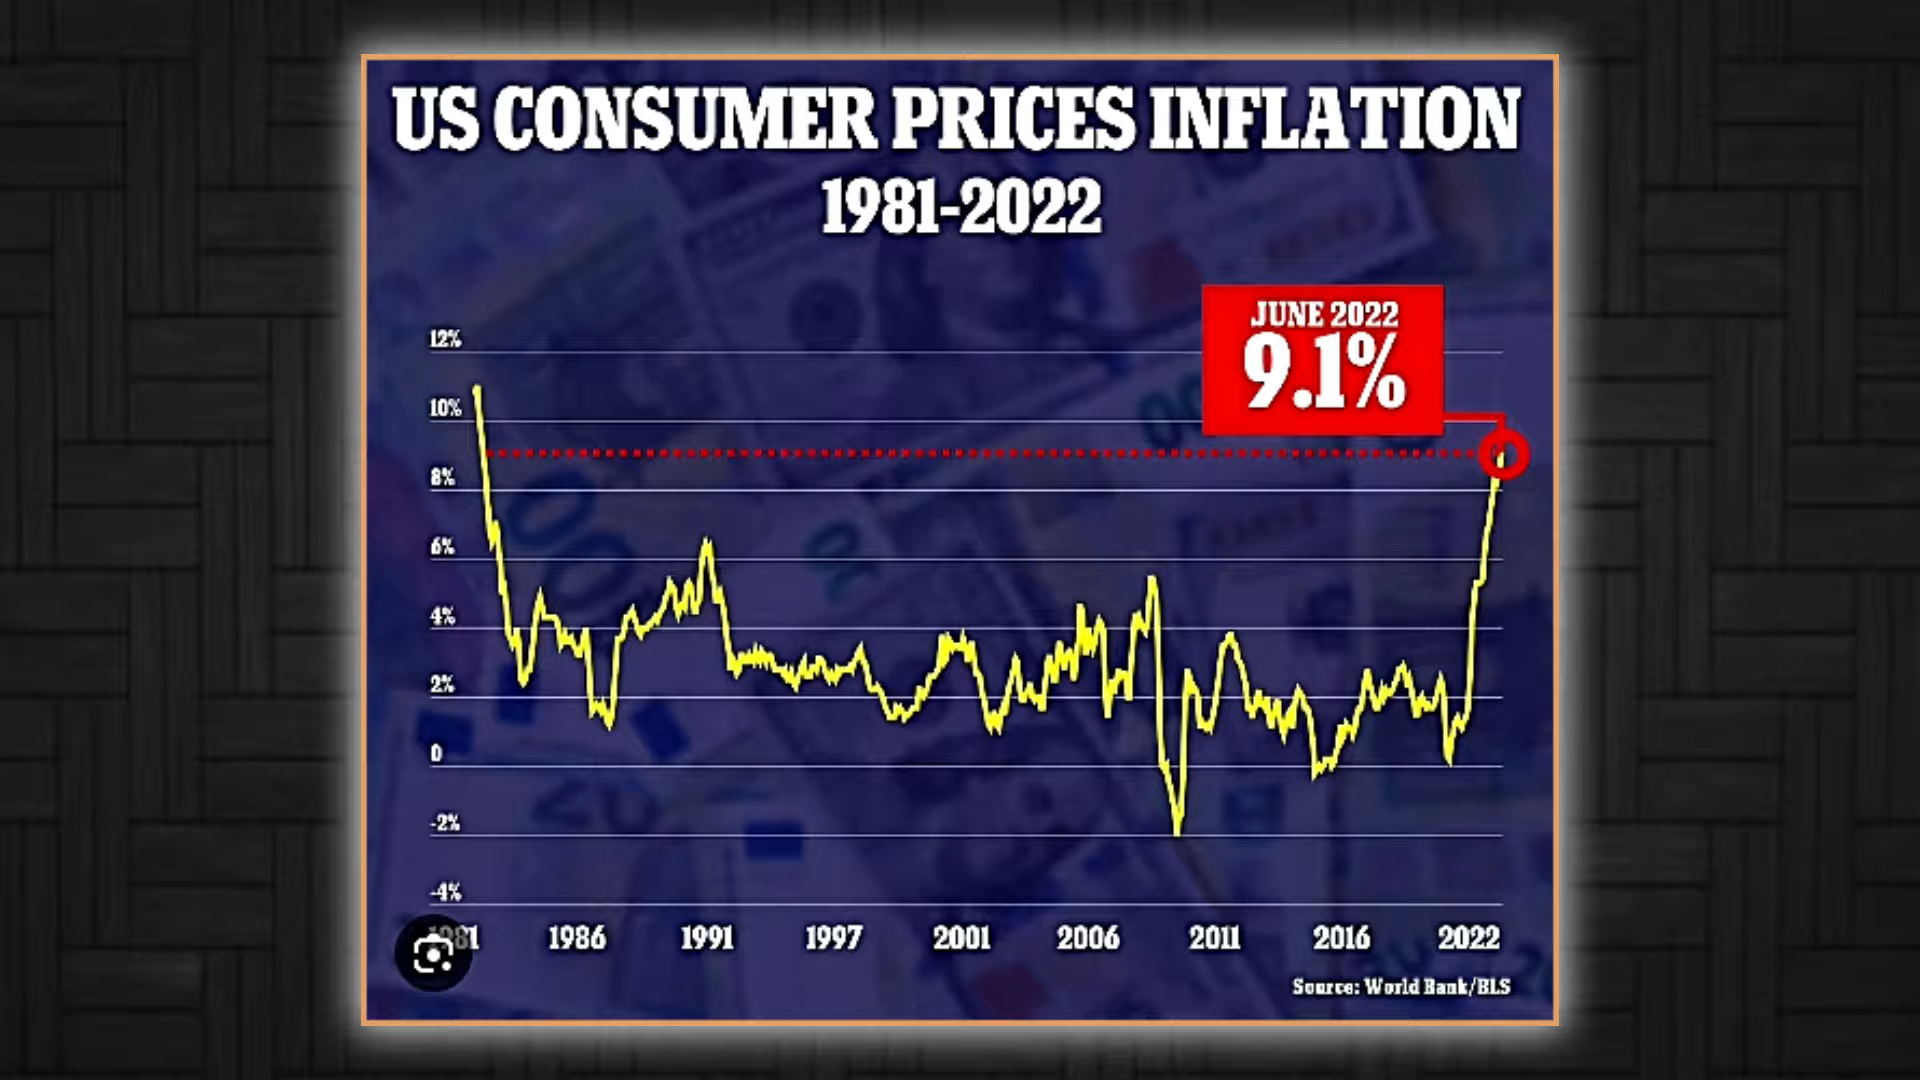 US CONSUMER PRICES INFLATION
1981-2022
JUNE 2022
9.1%
12%
10%
8%
6%
4%
2%
0
-2%
-4%
1981 1986 1991 1997 2001 2006 2011 2016 2022
Source: World Bank/BLS